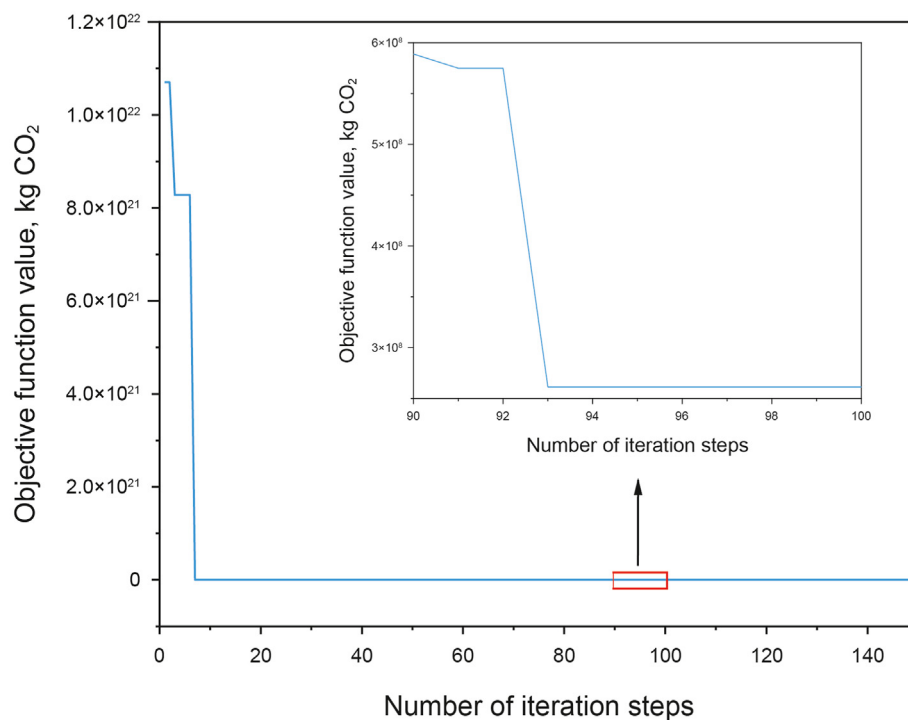 1.2×10²²
1.0×10²²
8.0×10²¹
6.0×10²¹
4.0×10²¹
2.0×10²¹
0
Objective function value, kg CO₂
0 20 40 60 80 100 120 140
Number of iteration steps
6×10⁸
5×10⁸
4×10⁸
3×10⁸
Objective function value, kg CO₂
90 92 94 96 98 100
Number of iteration steps